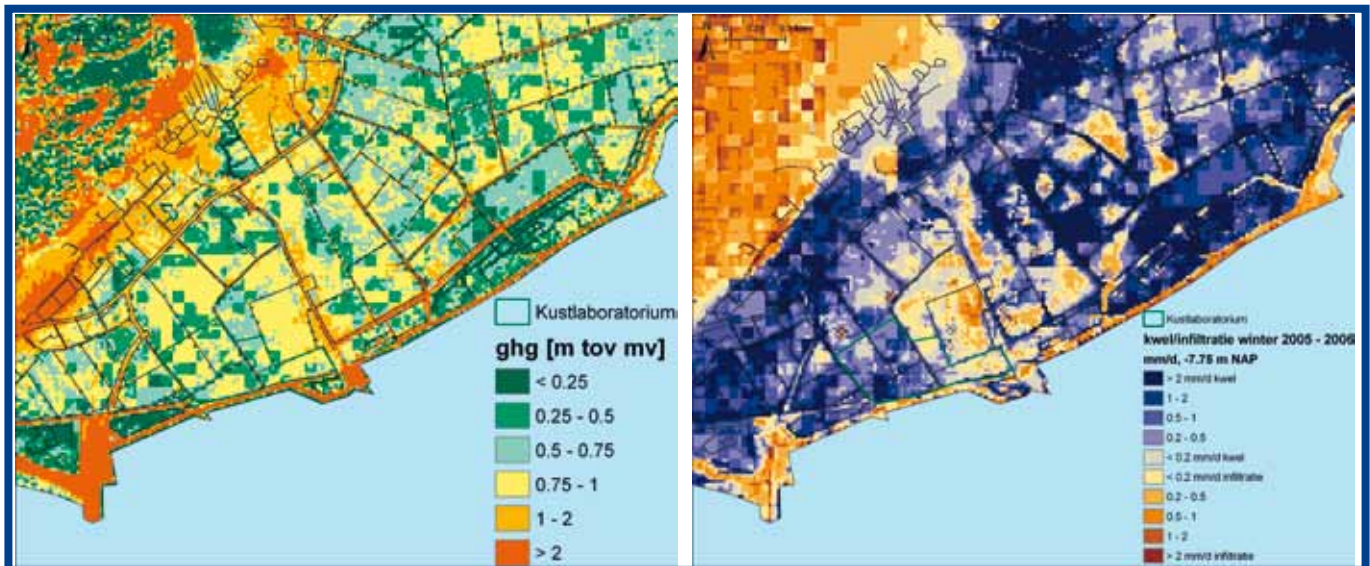 Kustlaboratorium
ghg [m tov mv]
< 0.25
0.25 - 0.5
0.5 - 0.75
0.75 - 1
1 - 2
> 2
Kustlaboratorium
kwel/infiltratie winter 2005 - 2006
mm/d, -7.75 m NAP
> 2 mm/d kwel
1 - 2
0.5 - 1
0.2 - 0.5
< 0.2 mm/d kwel
< 0.2 mm/d infiltratie
0.2 - 0.5
0.5 - 1
1 - 2
> 2 mm/d infiltratie